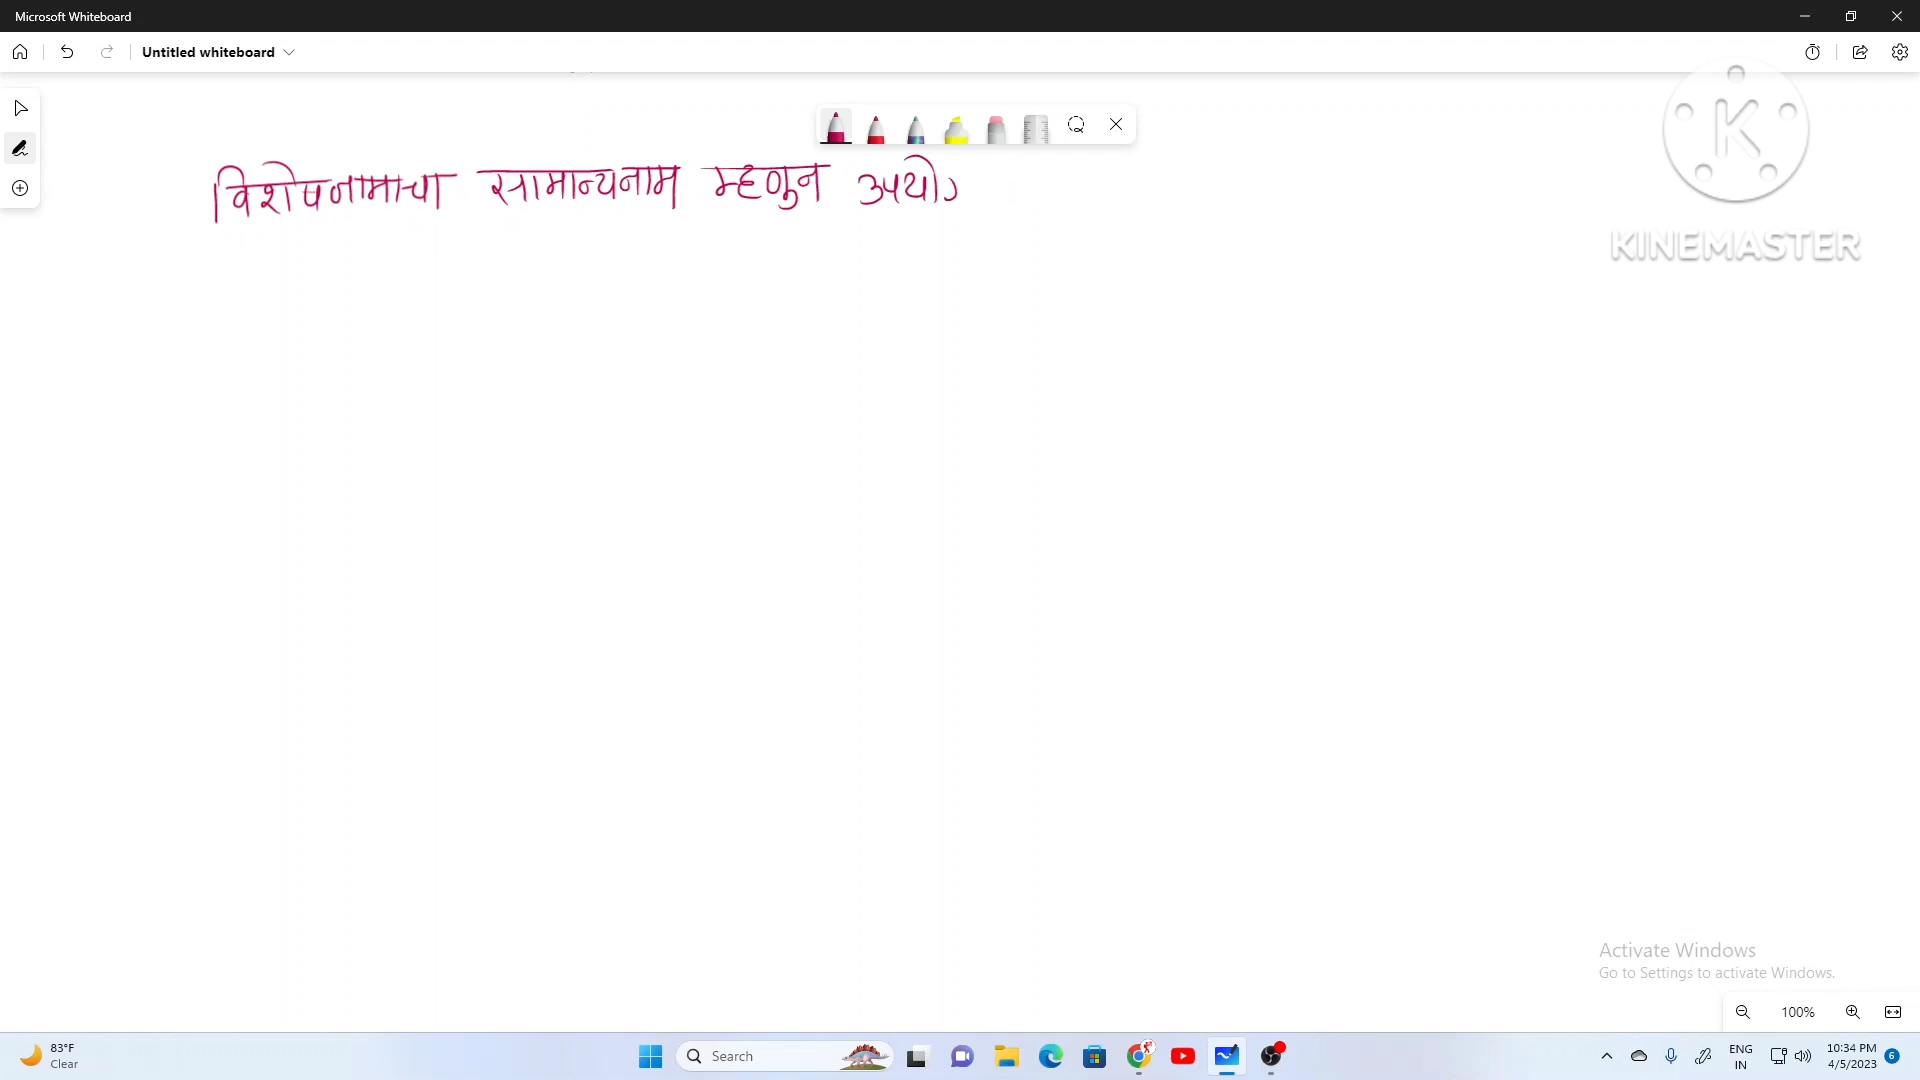 Microsoft Whiteboard
Untitled whiteboard
विशेषनामाचा सामान्यनाम म्हणून
KINEMASTER
Activate Windows
Go to Settings to activate Windows.
100%
83°F
Clear
Search
ENG
IN
10:34 PM
4/5/2023
6